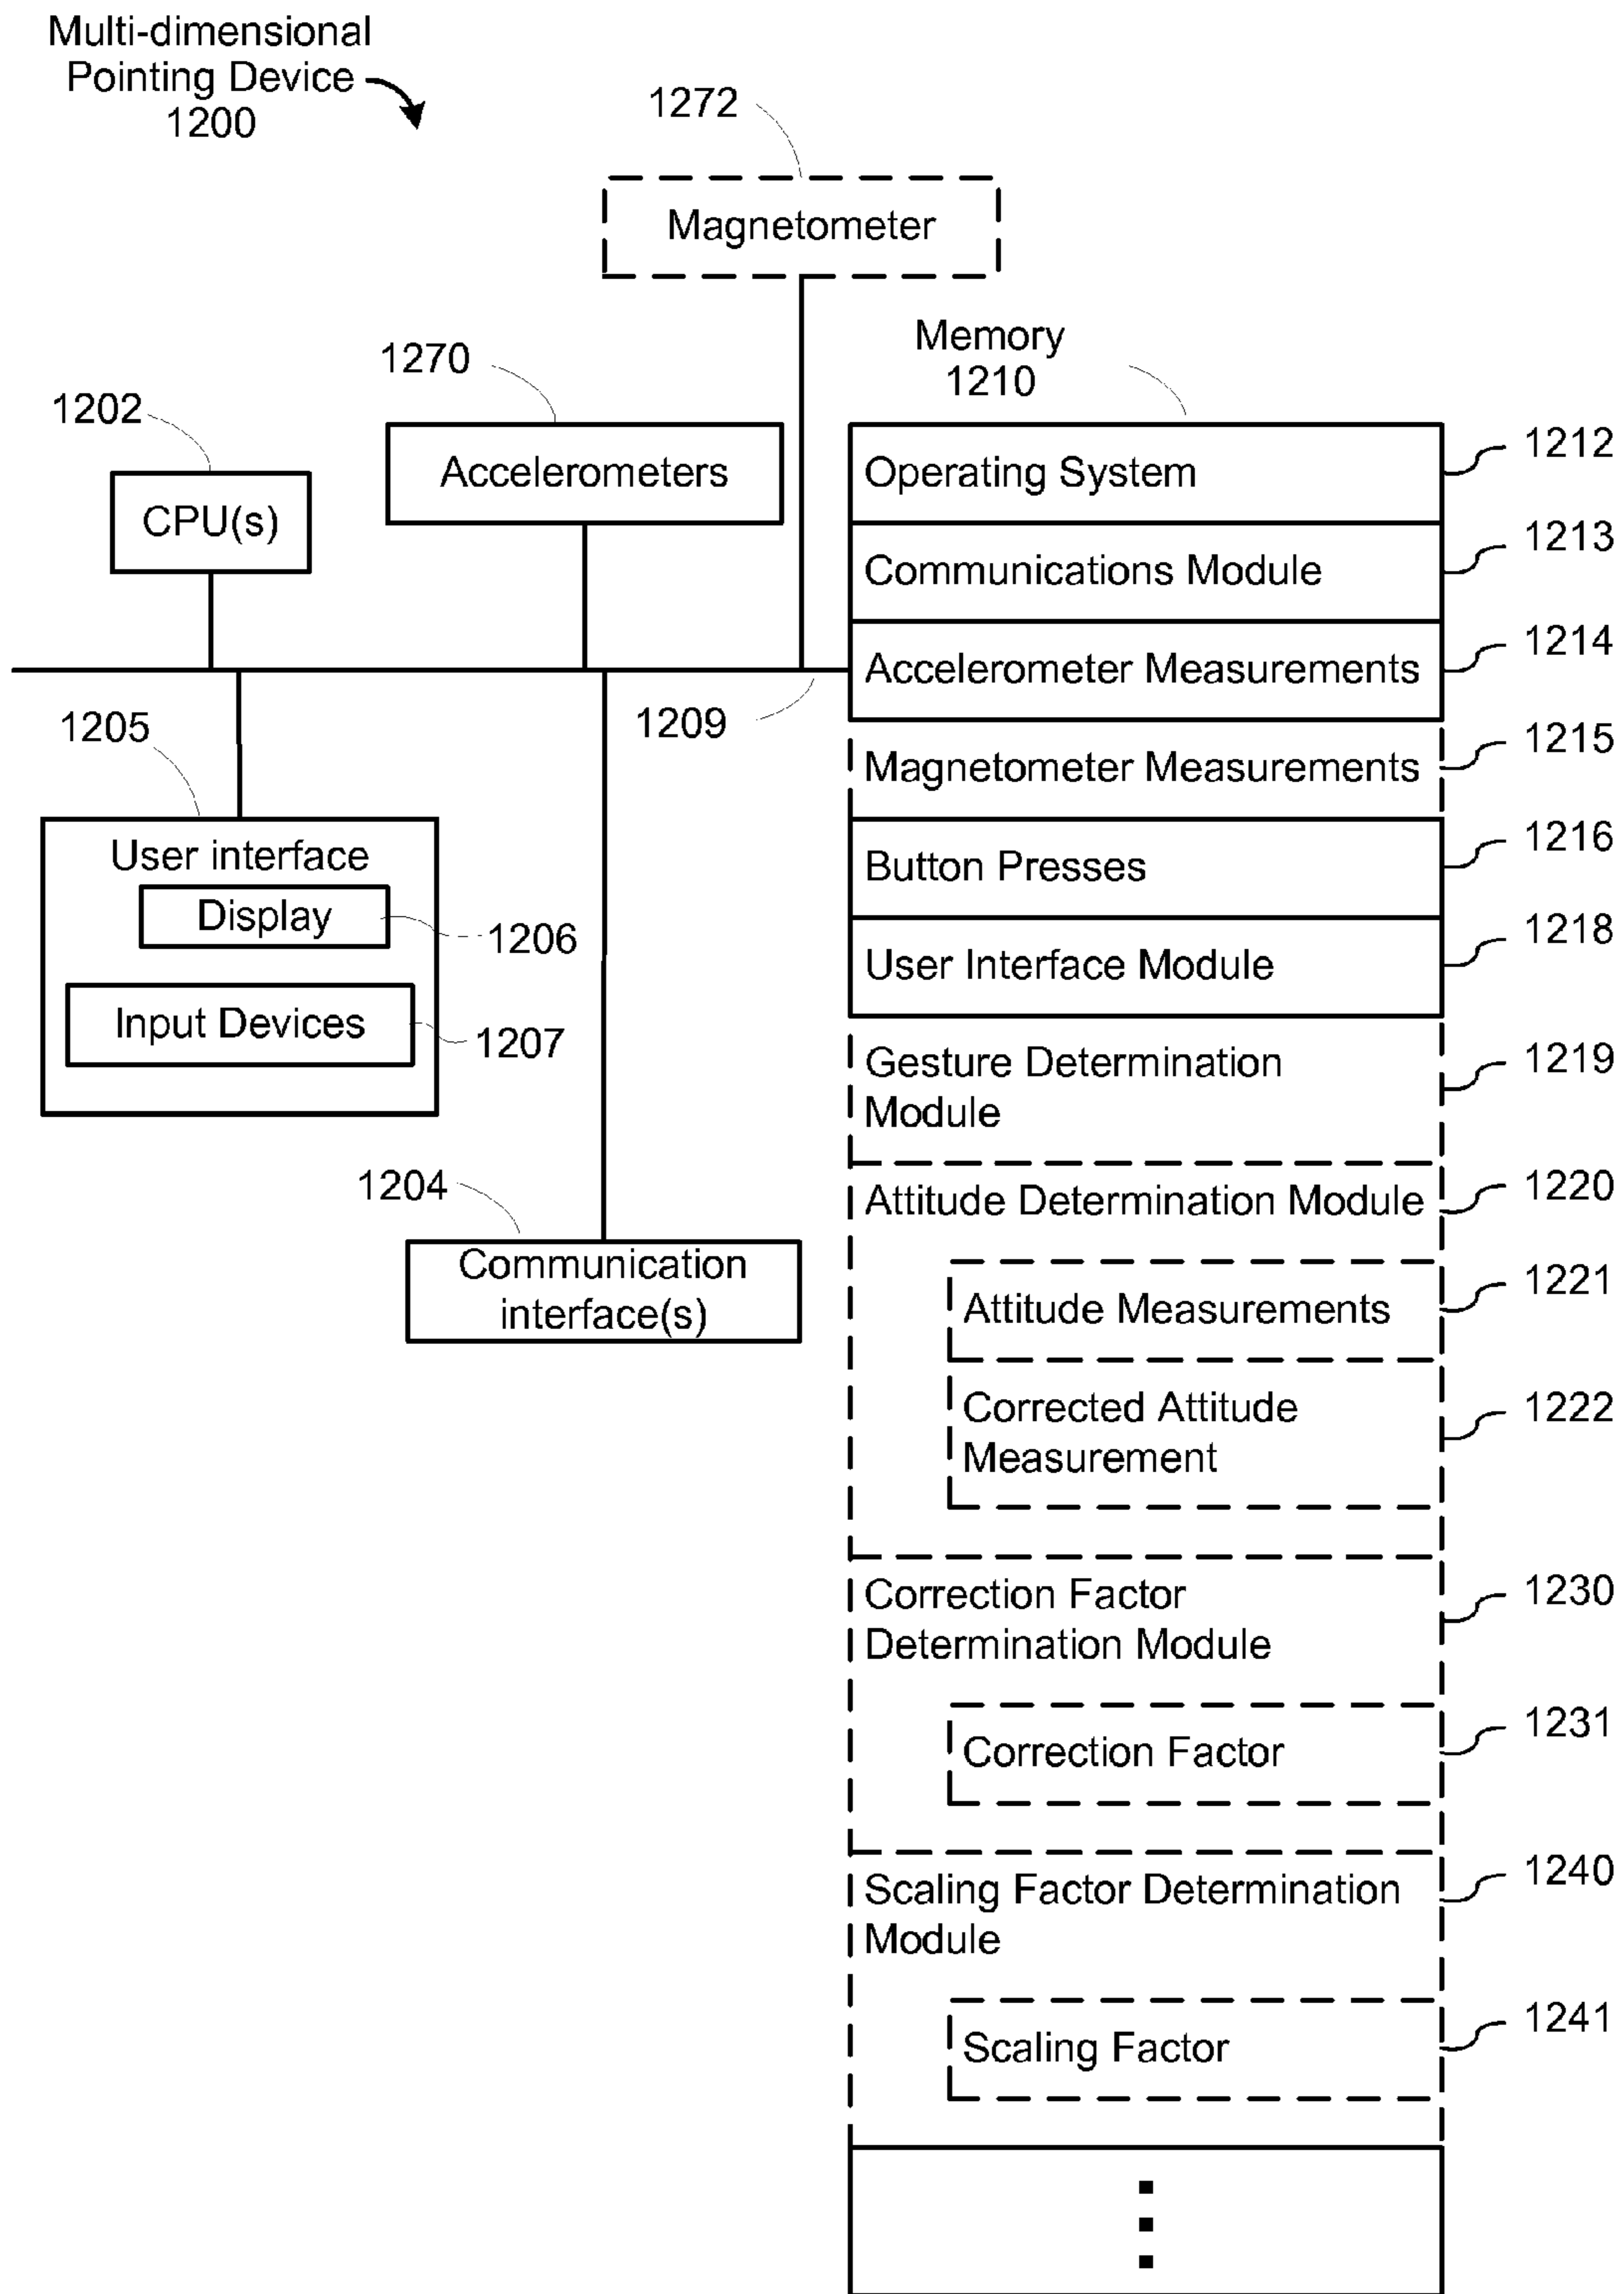 Multi-dimensional
Pointing Device
1200
1272
Magnetometer
Memory
1210
1270
1202
Accelerometers
CPU(s)
1209
1205
User interface
Display
1206
Input Devices
1207
1204
Communication
interface(s)
Operating System
1212
Communications Module
1213
Accelerometer Measurements
1214
Magnetometer Measurements
1215
Button Presses
1216
User Interface Module
1218
Gesture Determination
Module
1219
Attitude Determination Module
1220
Attitude Measurements
1221
Corrected Attitude
Measurement
1222
Correction Factor
Determination Module
1230
Correction Factor
1231
Scaling Factor Determination
Module
1240
Scaling Factor
1241